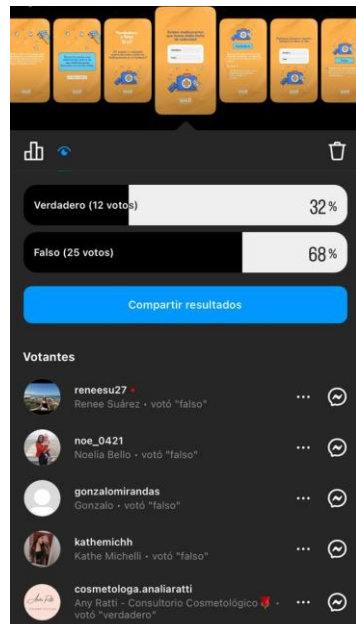 Verdadero
o falso
Verdadero (12 votos)
32%
Falso (25 votos)
68%
Compartir resultados
Votantes
reneesu27
Renee Suárez • votó "falso"
noe_0421
Noelia Bello • votó "falso"
gonzalomirandas
Gonzalo • votó "falso"
kathemichh
Kathe Michelli • votó "falso"
cosmetologa.analiaratti
Any Ratti - Consultorio Cosmetológico🌹 •
votó "verdadero"